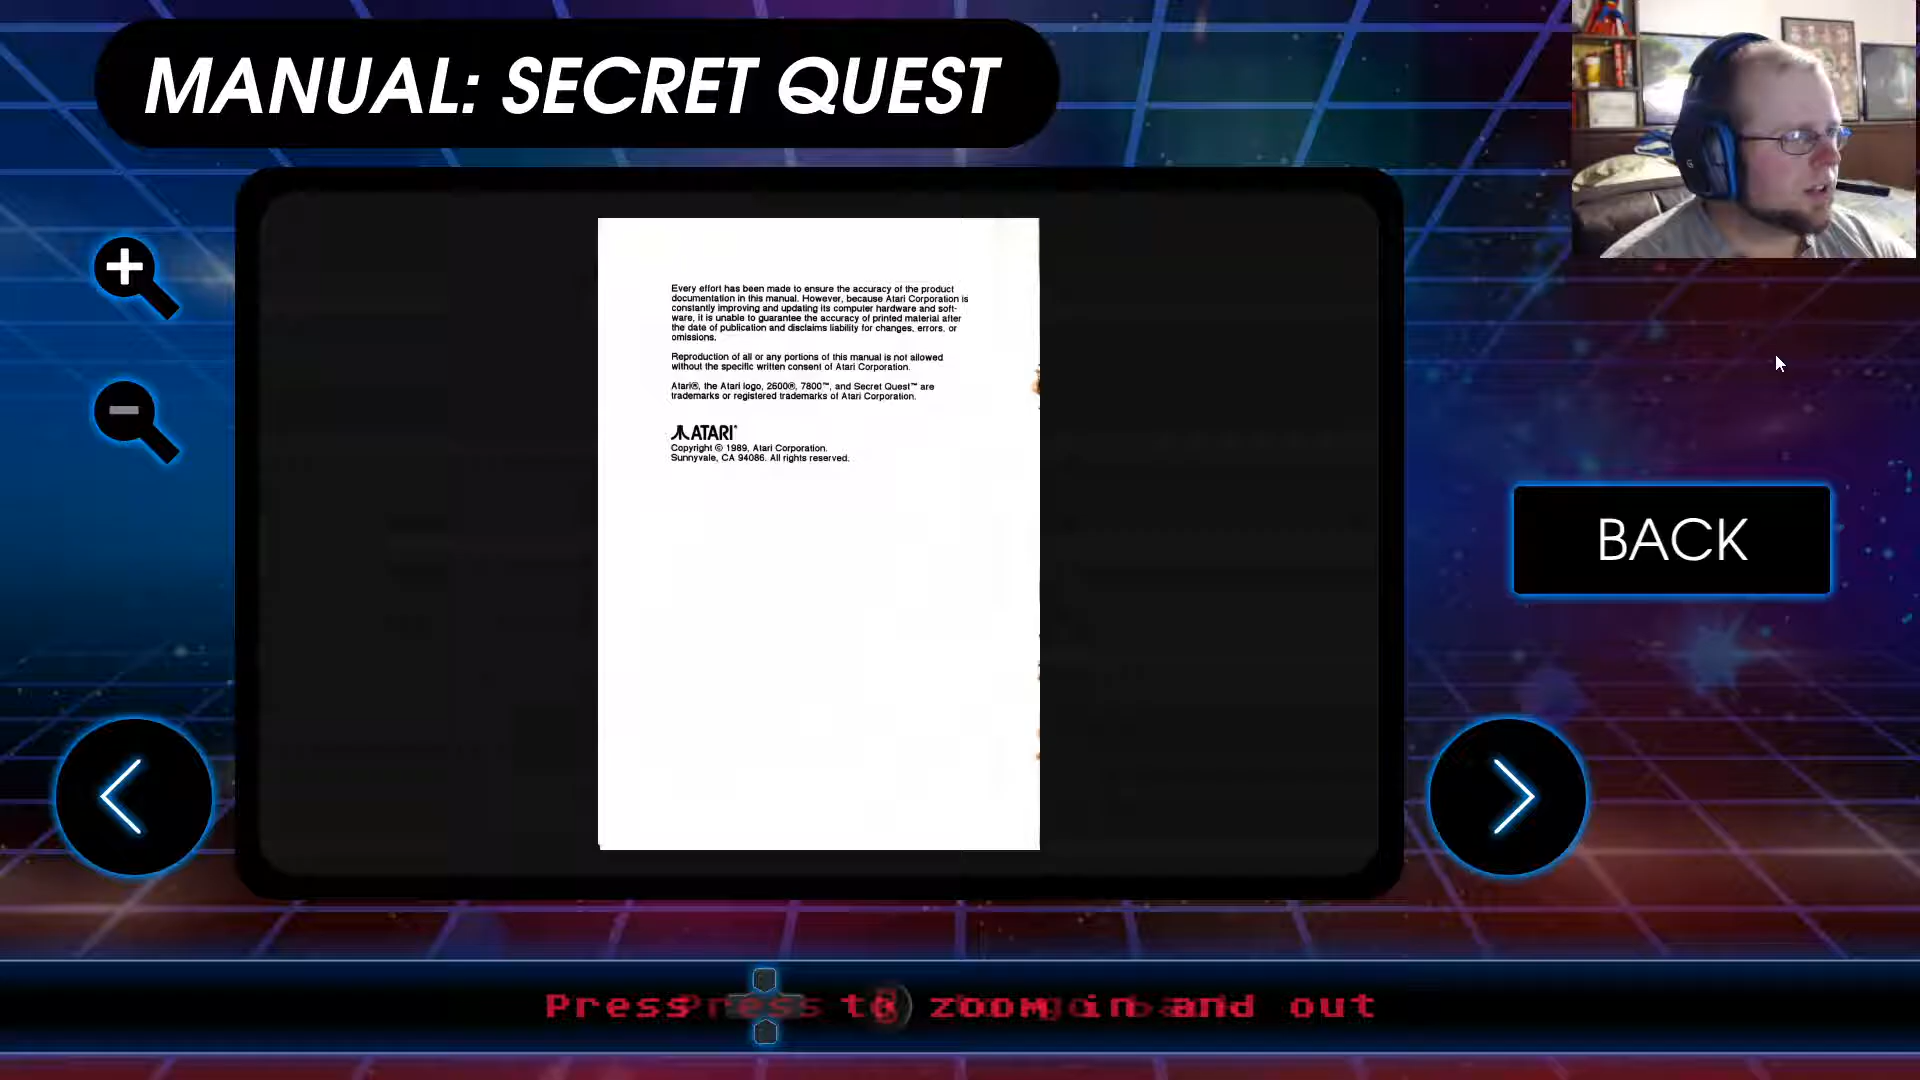 MANUAL: SECRET QUEST
Every effort has been made to ensure the accuracy of the product
documentation in this manual. However, because Atari Corporation is
constantly improving and updating its computer hardware and soft-
ware, it is unable to guarantee the accuracy of printed material after
the date of publication and disclaims liability for changes, errors, or
omissions.
Reproduction of all or any portions of this manual is not allowed
without the specific written consent of Atari Corporation.
Atari®, the Atari logo, 2600®, 7800™, and Secret Quest™ are
trademarks or registered trademarks of Atari Corporation.
ATARI®
Copyright © 1989, Atari Corporation.
Sunnyvale, CA 94086. All rights reserved.
BACK
Press to zoom in and out